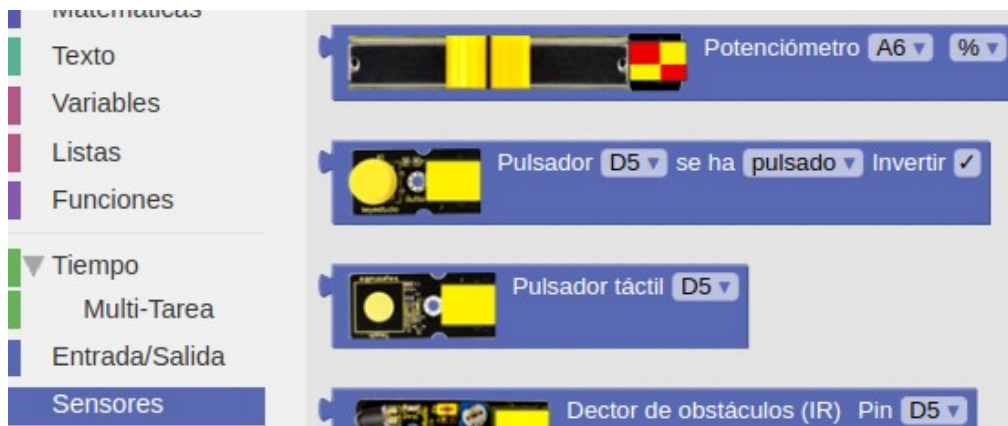 Matemáticas
Texto
Variables
Listas
Funciones
Tiempo
Multi-Tarea
Entrada/Salida
Sensores
Potenciómetro A6 %
Pulsador D5 se ha pulsado Invertir ✓
Pulsador táctil D5
Dector de obstáculos (IR) Pin D5